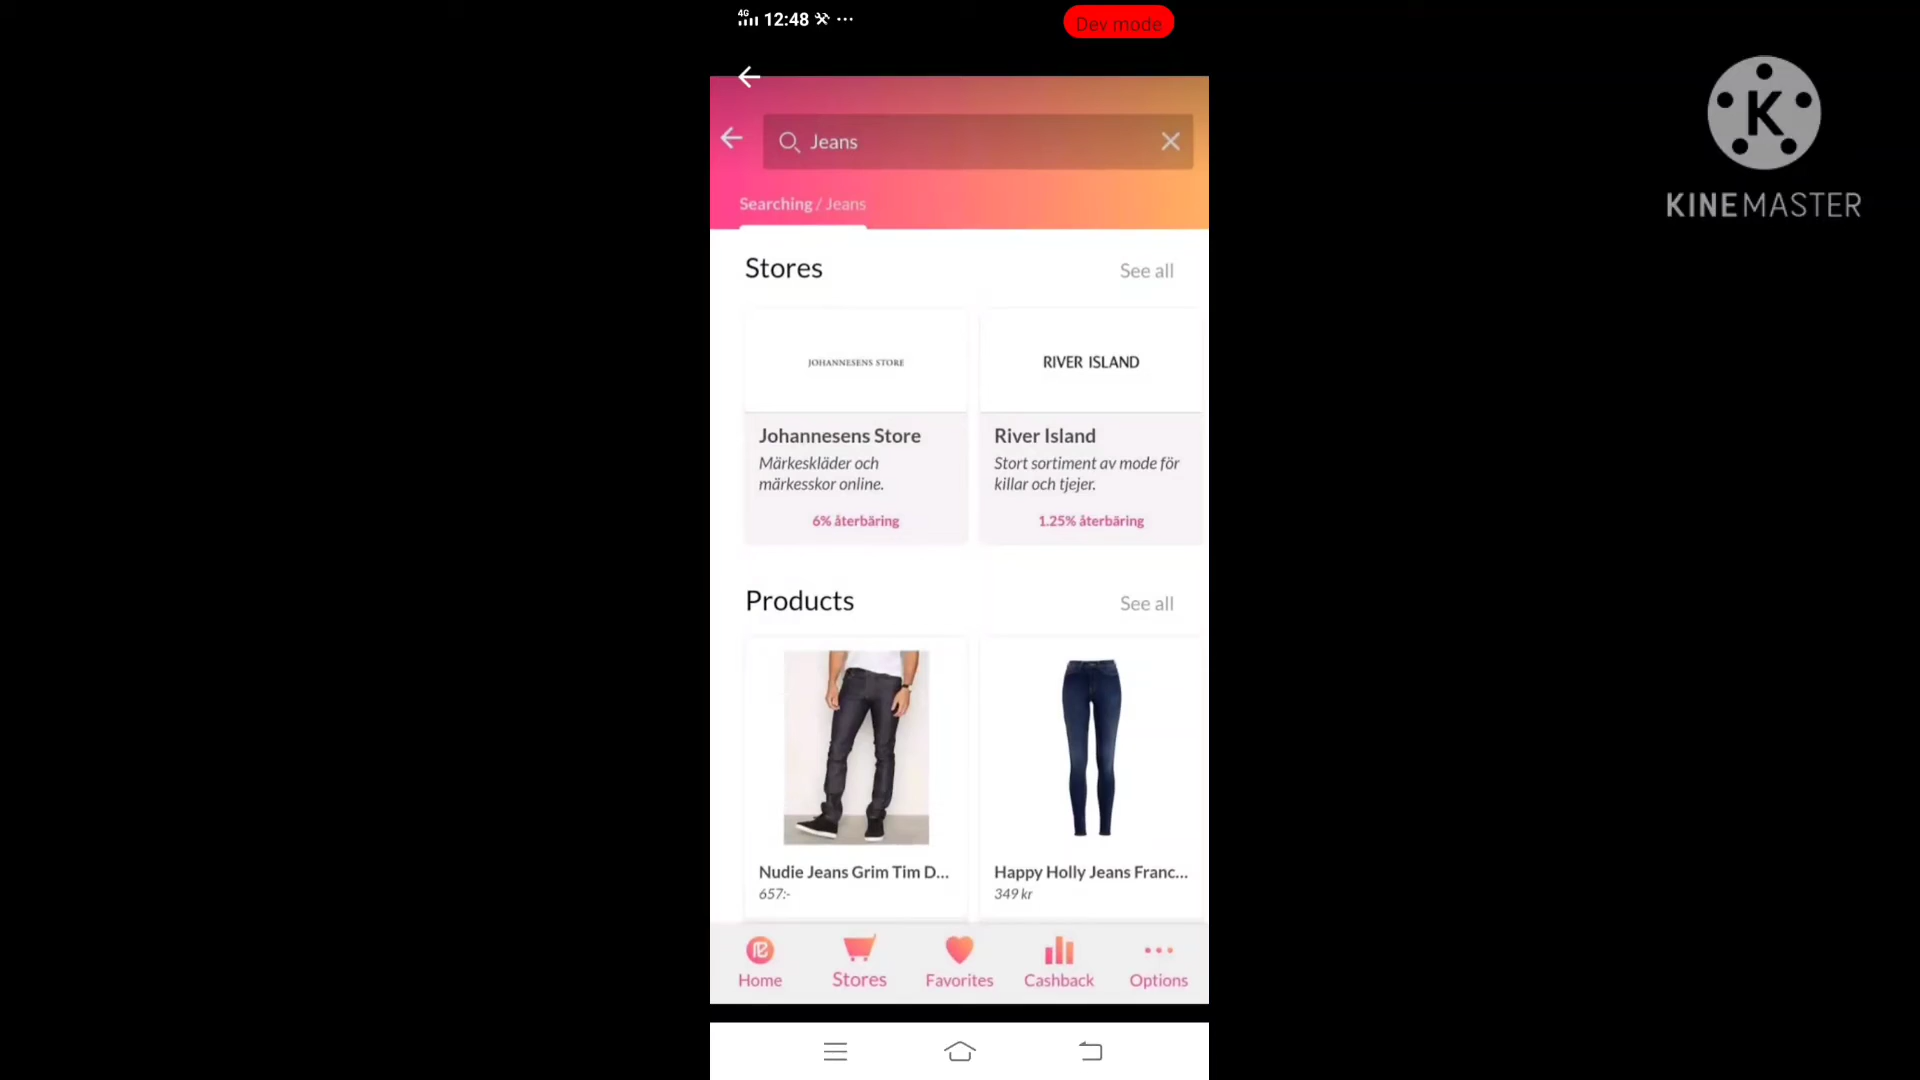 4G 12:48
Dev mode
K
KINEMASTER
Jeans
Searching / Jeans
Stores
See all
JOHANNESENS STORE
RIVER ISLAND
Johannesens Store
Märkeskläder och
märkesskor online.
6% återbäring
River Island
Stort sortiment av mode för
killar och tjejer.
1.25% återbäring
Products
See all
Nudie Jeans Grim Tim D...
657:-
Happy Holly Jeans Franc...
349 kr
Home
Stores
Favorites
Cashback
Options